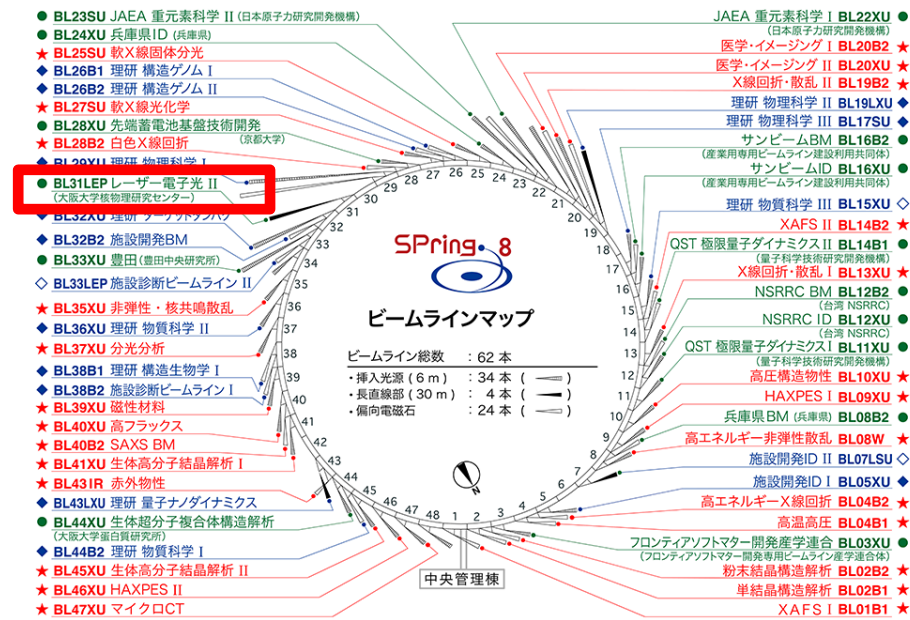 BL23SU JAEA 重元素科学 II (日本原子力研究開発機構)
BL24XU 兵庫県ID (兵庫県)
BL25SU 軟X線固体分光
BL26B1 理研 構造ゲノム I
BL26B2 理研 構造ゲノム II
BL27SU 軟X線光化学
BL28XU 先端蓄電池基盤技術開発
(京都大学)
BL28B2 白色X線回折
BL29XU 理研 物理科学 I
BL31LEP レーザー電子光 II
(大阪大学核物理研究センター)
BL32XU 理研 ターゲットタンパク
BL32B2 施設開発BM
BL33XU 豊田 (豊田中央研究所)
BL33LEP 施設診断ビームライン II
BL35XU 非弾性・核共鳴散乱
BL36XU 理研 物質科学 II
BL37XU 分光分析
BL38B1 理研 構造生物学 I
BL38B2 施設診断ビームライン I
BL39XU 磁性材料
BL40XU 高フラックス
BL40B2 SAXS BM
BL41XU 生体高分子結晶解析 I
BL43IR 赤外物性
BL43LXU 理研 量子ナノダイナミクス
BL44XU 生体超分子複合体構造解析
(大阪大学蛋白質研究所)
BL44B2 理研 物質科学 I
BL45XU 生体高分子結晶解析 II
BL46XU HAXPES II
BL47XU マイクロCT
JAEA 重元素科学 I BL22XU
(日本原子力研究開発機構)
医学・イメージング I BL20B2
医学・イメージング II BL20XU
X線回折・散乱 II BL19B2
理研 物理科学 II BL19LXU
理研 物理科学 III BL17SU
サンビームBM BL16B2
(産業用専用ビームライン建設利用共同体)
サンビームID BL16XU
(産業用専用ビームライン建設利用共同体)
理研 物質科学 III BL15XU
XAFS II BL14B2
QST 極限量子ダイナミクス II BL14B1
(量子科学技術研究開発機構)
X線回折・散乱 I BL13XU
NSRRC BM BL12B2
(台湾 NSRRC)
NSRRC ID BL12XU
(台湾 NSRRC)
QST 極限量子ダイナミクス I BL11XU
(量子科学技術研究開発機構)
高圧構造物性 BL10XU
HAXPES I BL09XU
兵庫県BM (兵庫県) BL08B2
高エネルギー非弾性散乱 BL08W
施設開発ID II BL07LSU
施設開発ID I BL05XU
高エネルギーX線回折 BL04B2
高温高圧 BL04B1
フロンティアソフトマター開発産学連合 BL03XU
(フロンティアソフトマター開発専用ビームライン産学連合体)
粉末結晶構造解析 BL02B2
単結晶構造解析 BL02B1
XAFS I BL01B1
SPring-8
ビームラインマップ
ビームライン総数 : 62 本
・挿入光源 ( 6 m ) : 34 本 ( )
・長直線部 ( 30 m ) : 4 本 ( )
・偏向電磁石 : 24 本 ( )
N
1
2
3
4
5
6
7
8
9
10
11
12
13
14
15
16
17
18
19
20
21
22
23
24
25
26
27
28
29
30
31
32
33
34
35
36
37
38
39
40
41
42
43
44
45
46
47
48
中央管理棟